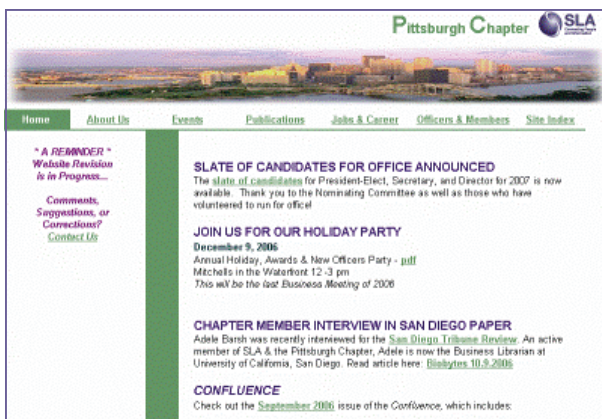 Pittsburgh Chapter SLA
Home About Us Events Publications Jobs & Career Officers & Members Site Index
* A REMINDER *
Website Revision
is in Progress...
Comments,
Suggestions, or
Corrections?
Contact Us
SLATE OF CANDIDATES FOR OFFICE ANNOUNCED
The slate of candidates for President-Elect, Secretary, and Director for 2007 is now
available. Thank you to the Nominating Committee as well as those who have
volunteered to run for office!
JOIN US FOR OUR HOLIDAY PARTY
December 9, 2006
Annual Holiday, Awards & New Officers Party - pdf
Mitchells in the Waterfront 12 -3 pm
This will be the last Business Meeting of 2006
CHAPTER MEMBER INTERVIEW IN SAN DIEGO PAPER
Adele Barsh was recently interviewed for the San Diego Tribune Review. An active
member of SLA & the Pittsburgh Chapter, Adele is now the Business Librarian at
University of California, San Diego. Read article here: Biobytes 10.9.2006
CONFLUENCE
Check out the September 2006 issue of the Confluence, which includes: